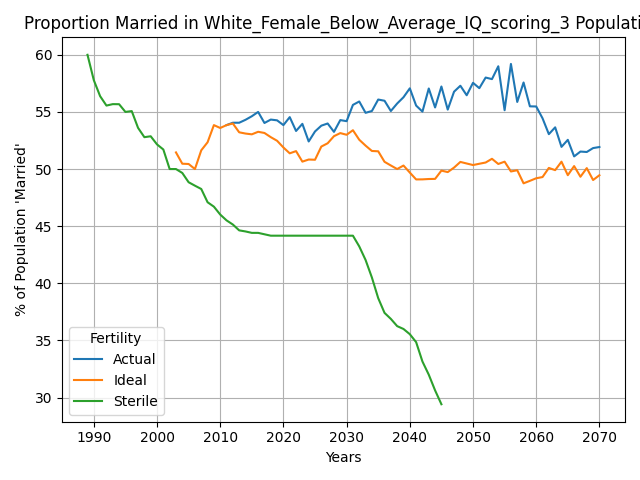 Proportion Married in White_Female_Below_Average_IQ_scoring_3 Populati
% of Population 'Married'
60
55
50
45
40
35
30
Fertility
Actual
Ideal
Sterile
1990 2000 2010 2020 2030 2040 2050 2060 2070
Years